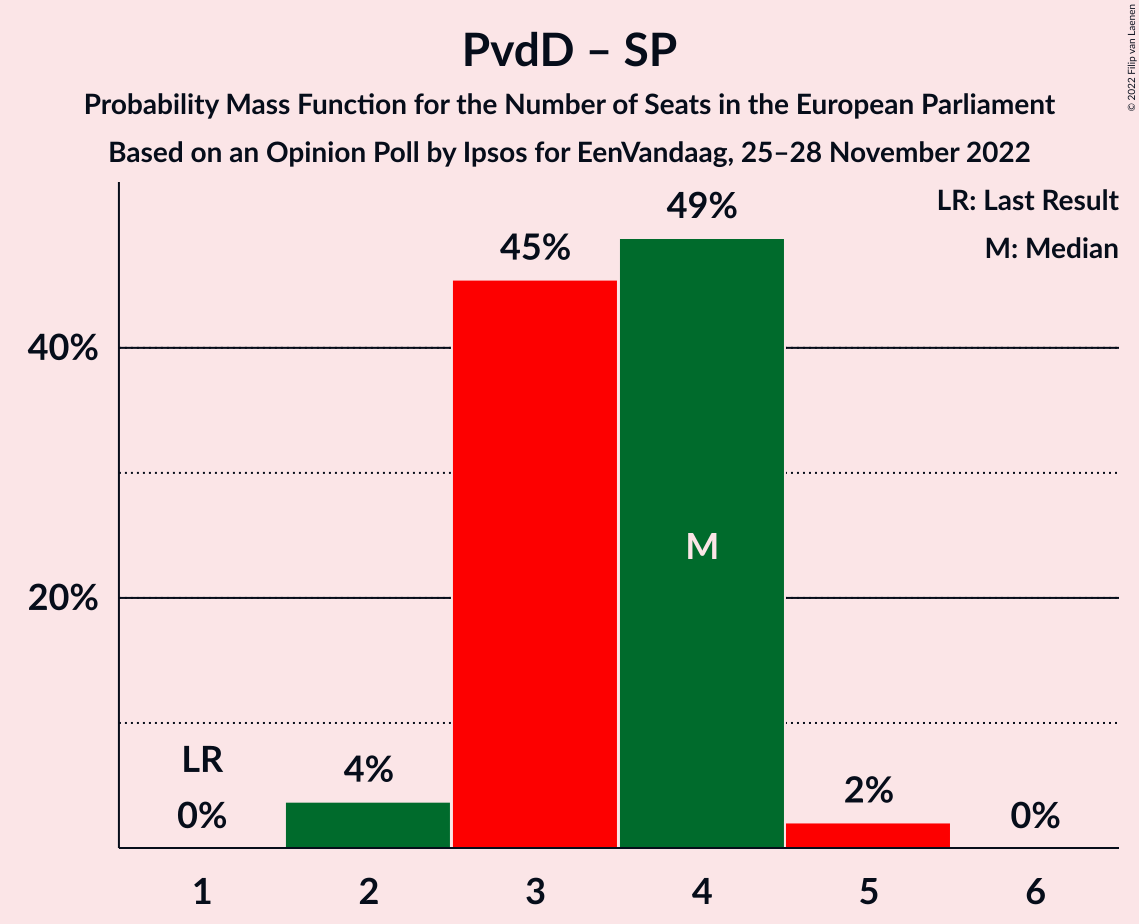 PvdD – SP
Probability Mass Function for the Number of Seats in the European Parliament
Based on an Opinion Poll by Ipsos for EenVandaag, 25–28 November 2022
© 2022 Filip van Laenen
LR: Last Result
M: Median
49%
45%
40%
M
20%
LR
4%
2%
0%
0%
1 2 3 4 5 6